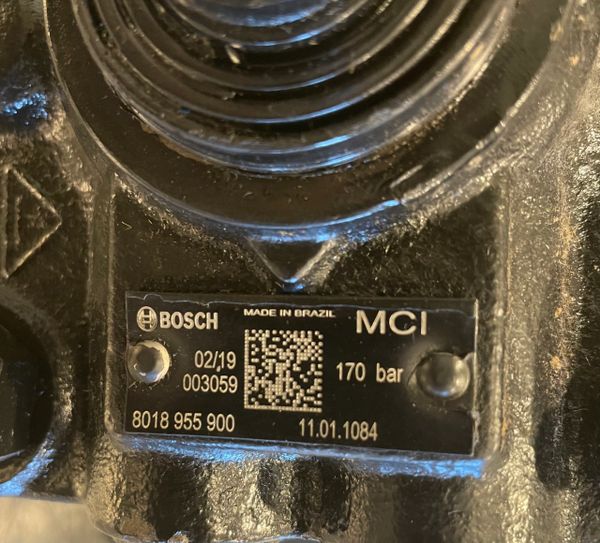 BOSCH MADE IN BRAZIL MCI
02/19 170 bar
003059
8018 955 900 11.01.1084